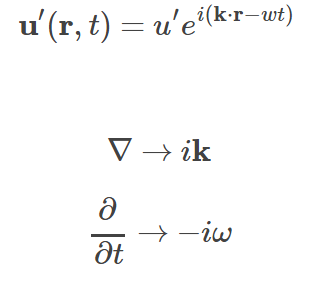 𝐮′(𝐫, t) = u′e^{i(𝐤·𝐫−wt)}
∇ → i𝐤
∂/∂t → −iω